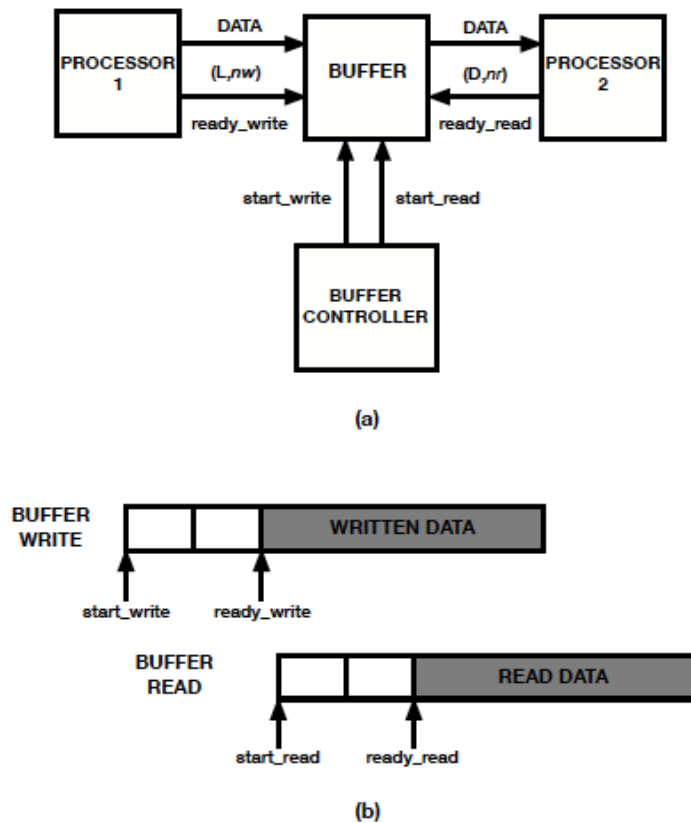 DATA
DATA
PROCESSOR
1
(L,nw)
BUFFER
(D,nr)
PROCESSOR
2
ready_write
ready_read
start_write
start_read
BUFFER
CONTROLLER
(a)
BUFFER
WRITE
WRITTEN DATA
start_write
ready_write
BUFFER
READ
READ DATA
start_read
ready_read
(b)